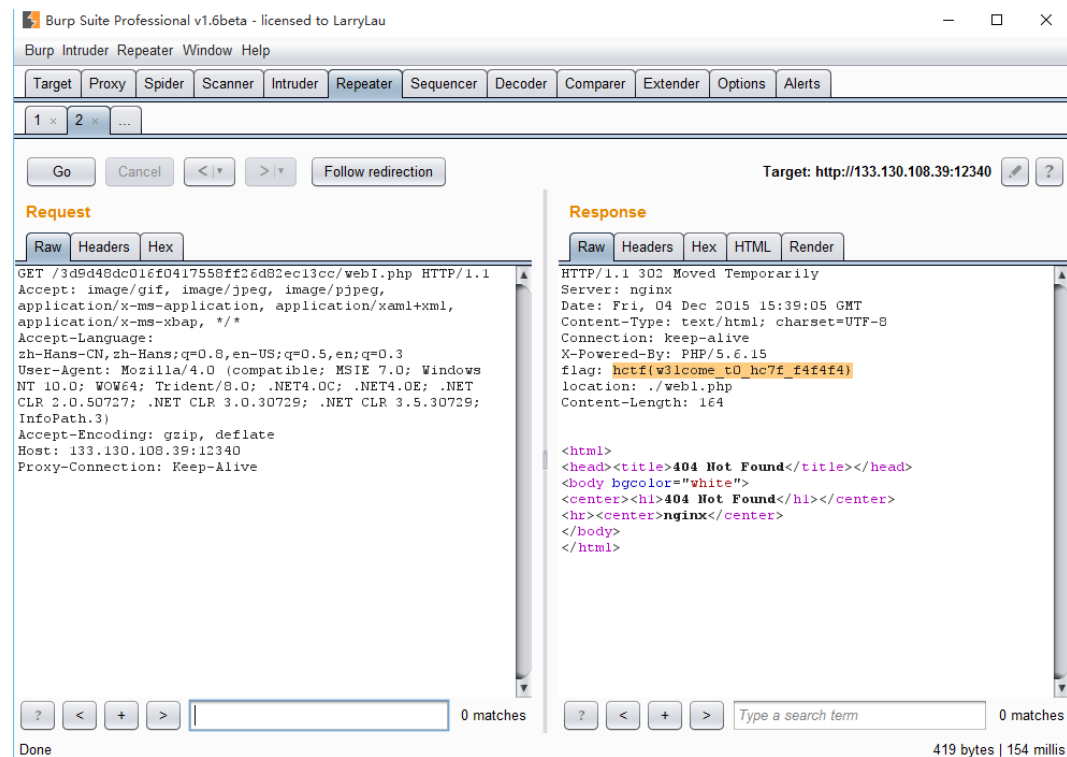 Burp Suite Professional v1.6beta - licensed to LarryLau
Burp Intruder Repeater Window Help
Target Proxy Spider Scanner Intruder Repeater Sequencer Decoder Comparer Extender Options Alerts
1 × 2 × ...
Go Cancel < > Follow redirection Target: http://133.130.108.39:12340 ?
Request
Raw Headers Hex
GET /3d9d48dc016f0417558ff26d82ec13cc/webI.php HTTP/1.1
Accept: image/gif, image/jpeg, image/pjpeg,
application/x-ms-application, application/xaml+xml,
application/x-ms-xbap, */*
Accept-Language:
zh-Hans-CN,zh-Hans;q=0.8,en-US;q=0.5,en;q=0.3
User-Agent: Mozilla/4.0 (compatible; MSIE 7.0; Windows
NT 10.0; WOW64; Trident/8.0; .NET4.0C; .NET4.0E; .NET
CLR 2.0.50727; .NET CLR 3.0.30729; .NET CLR 3.5.30729;
InfoPath.3)
Accept-Encoding: gzip, deflate
Host: 133.130.108.39:12340
Proxy-Connection: Keep-Alive
? < + > 0 matches
Response
Raw Headers Hex HTML Render
HTTP/1.1 302 Moved Temporarily
Server: nginx
Date: Fri, 04 Dec 2015 15:39:05 GMT
Content-Type: text/html; charset=UTF-8
Connection: keep-alive
X-Powered-By: PHP/5.6.15
flag: hctf{w3lcome_t0_hc7f_f4f4f4}
location: ./web1.php
Content-Length: 164
<html>
<head><title>404 Not Found</title></head>
<body bgcolor="white">
<center><h1>404 Not Found</h1></center>
<hr><center>nginx</center>
</body>
</html>
? < + > Type a search term 0 matches
Done 419 bytes | 154 millis